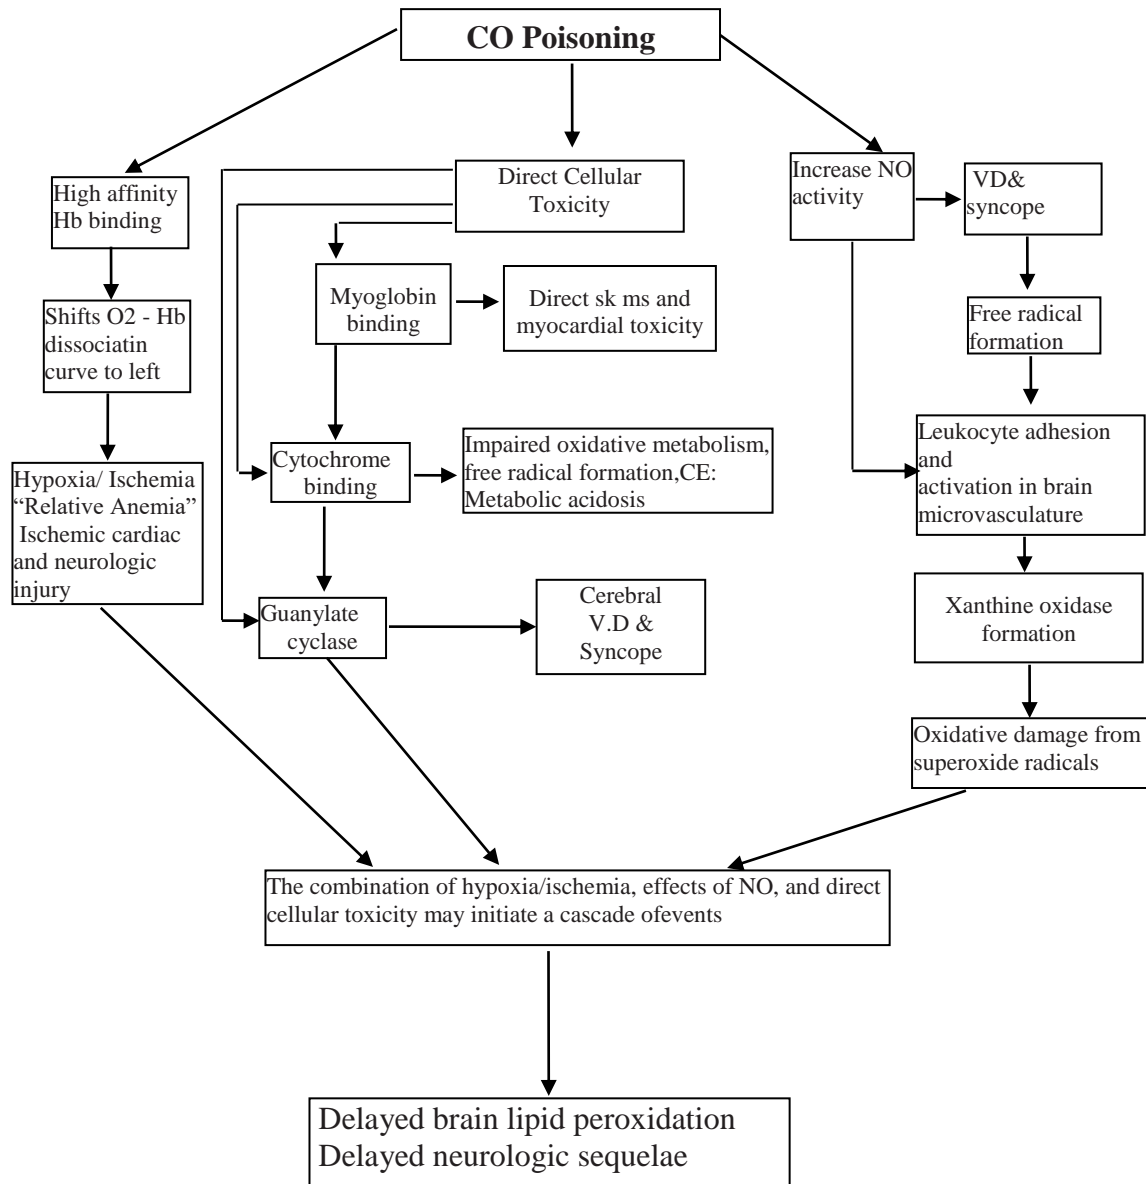 CO Poisoning
High affinity
Hb binding
Direct Cellular
Toxicity
Increase NO
activity
VD&
syncope
Myoglobin
binding
Direct sk ms and
myocardial toxicity
Shifts O2 - Hb
dissociatin
curve to left
Free radical
formation
Hypoxia/ Ischemia
“Relative Anemia”
Ischemic cardiac
and neurologic
injury
Cytochrome
binding
Impaired oxidative metabolism,
free radical formation,CE:
Metabolic acidosis
Leukocyte adhesion
and
activation in brain
microvasculature
Guanylate
cyclase
Cerebral
V.D &
Syncope
Xanthine oxidase
formation
Oxidative damage from
superoxide radicals
The combination of hypoxia/ischemia, effects of NO, and direct
cellular toxicity may initiate a cascade ofevents
Delayed brain lipid peroxidation
Delayed neurologic sequelae